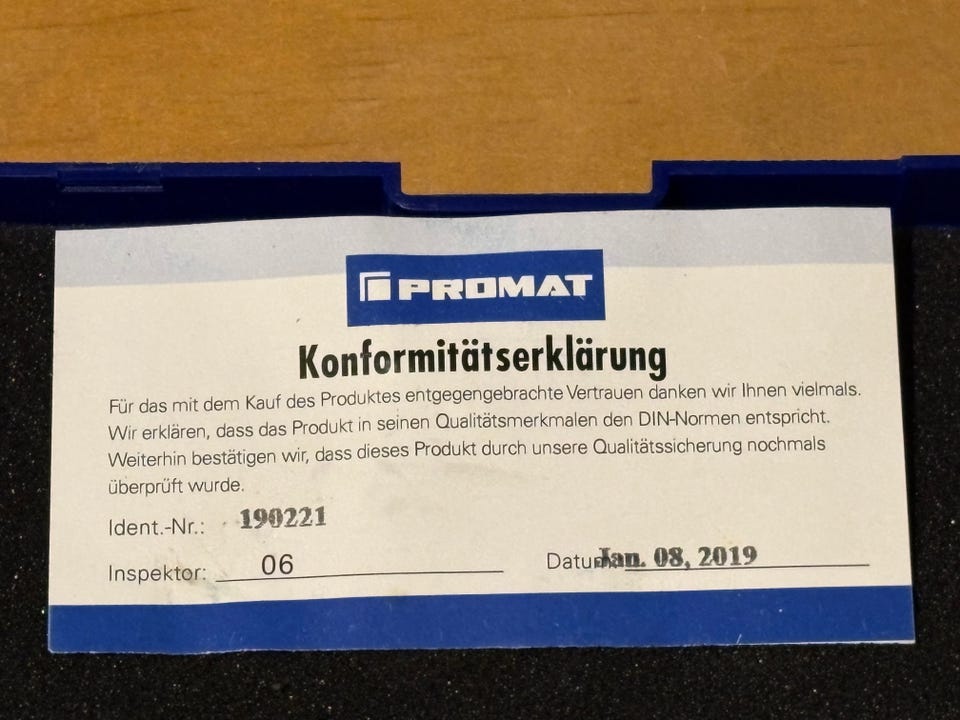 PROMAT
Konformitätserklärung
Für das mit dem Kauf des Produktes entgegengebrachte Vertrauen danken wir Ihnen vielmals.
Wir erklären, dass das Produkt in seinen Qualitätsmerkmalen den DIN-Normen entspricht.
Weiterhin bestätigen wir, dass dieses Produkt durch unsere Qualitätssicherung nochmals
überprüft wurde.
Ident.-Nr.: 190221
Inspektor: 06 Datum Jan. 08, 2019